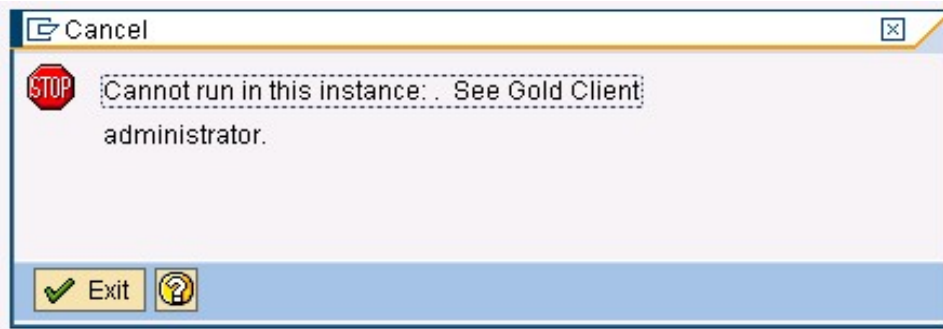 Cancel
STOP
Cannot run in this instance: . See Gold Client
administrator.
Exit